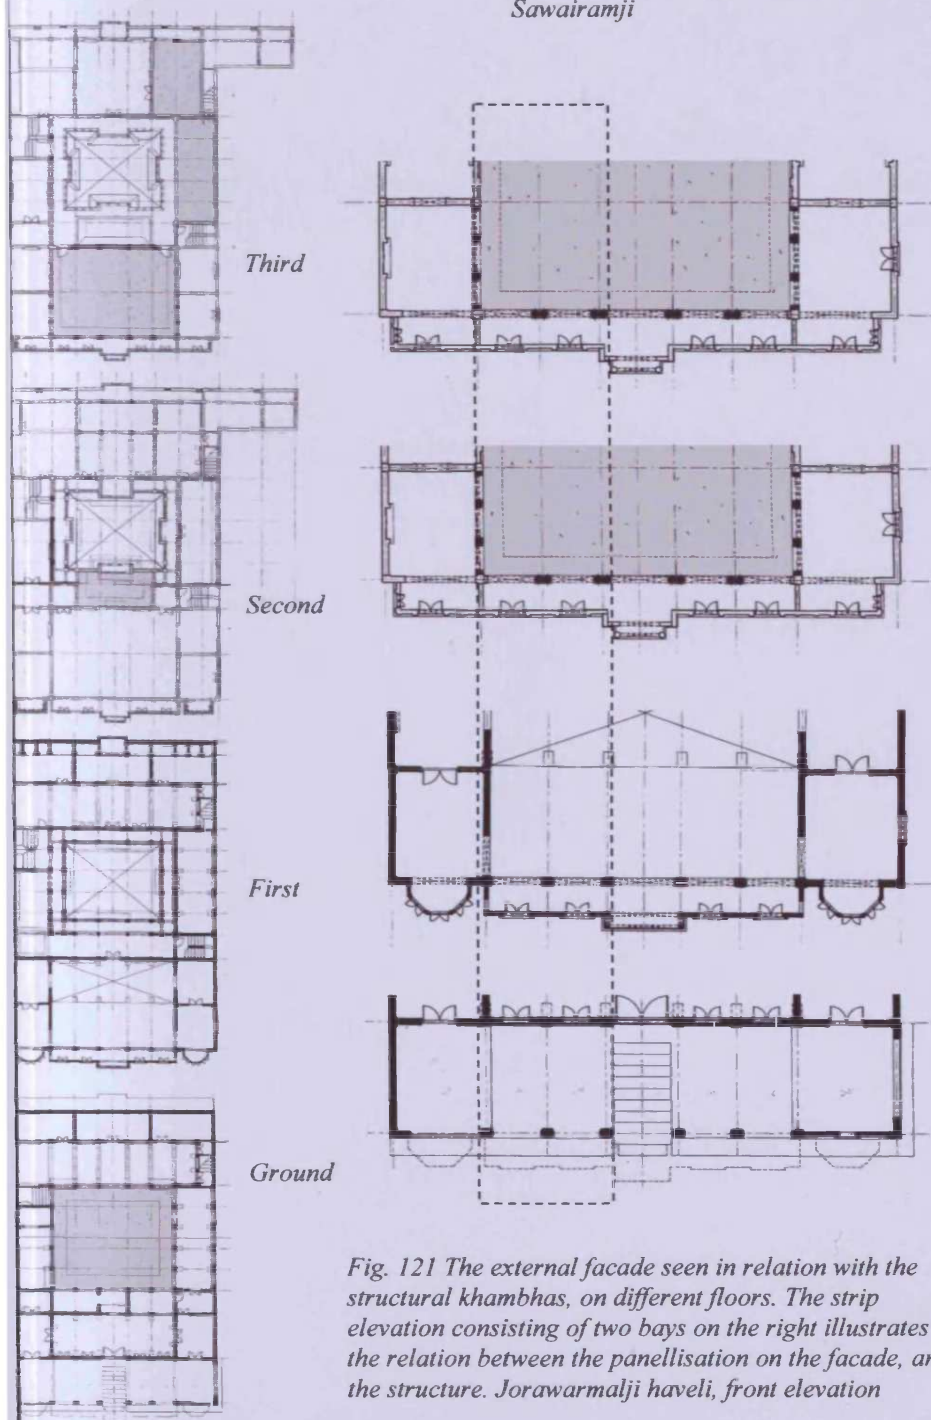 Sawairamji
Third
Second
First
Ground
Fig. 121 The external facade seen in relation with the
structural khambhas, on different floors. The strip
elevation consisting of two bays on the right illustrates
the relation between the panellisation on the facade, an
the structure. Jorawarmalji haveli, front elevation